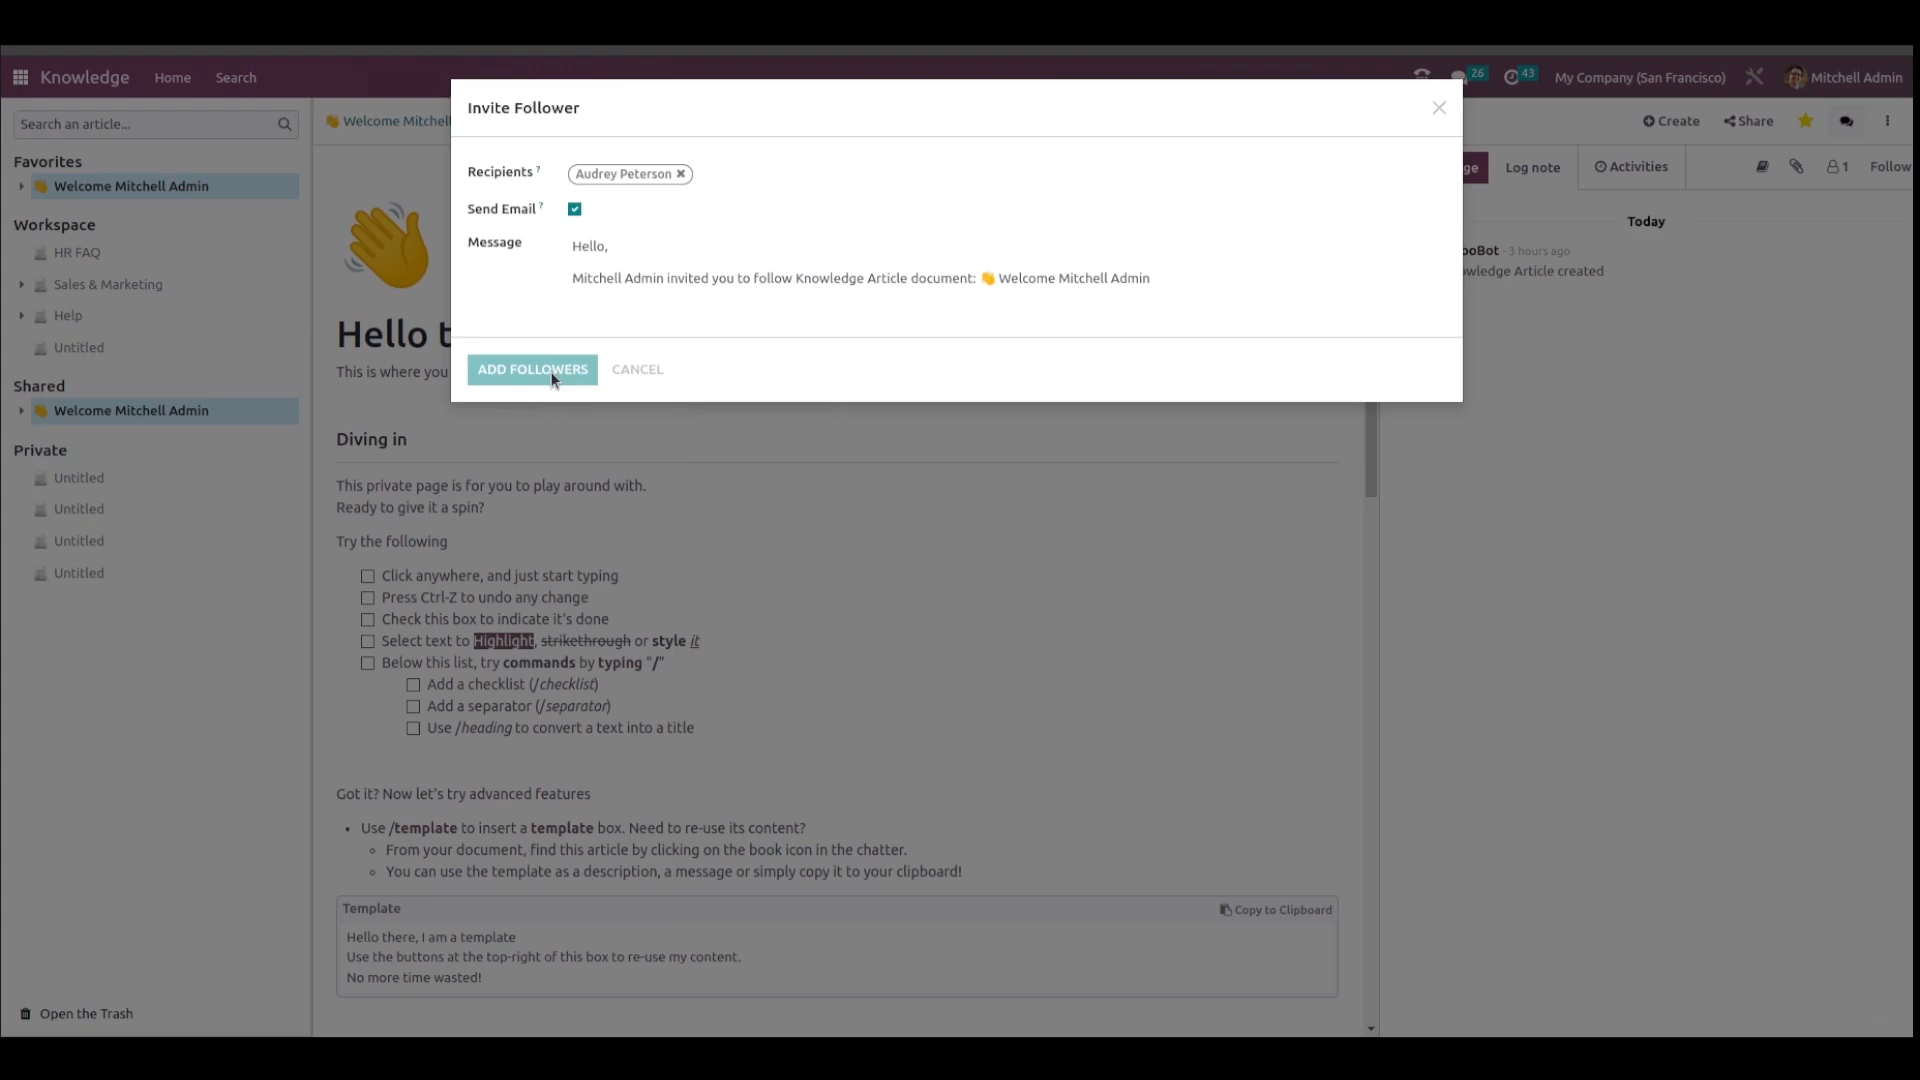 Knowledge Home Search
26 43 My Company (San Francisco) Mitchell Admin
Invite Follower
Recipients ? Audrey Peterson
Send Email ?
Message Hello,
Mitchell Admin invited you to follow Knowledge Article document: 👋 Welcome Mitchell Admin
ADD FOLLOWERS CANCEL
Search an article...
Favorites
👋 Welcome Mitchell Admin
Workspace
HR FAQ
Sales & Marketing
Help
Untitled
Shared
👋 Welcome Mitchell Admin
Private
Untitled
Untitled
Untitled
Untitled
Open the Trash
👋 Welcome Mitchell
Create Share
Hello t
This is where you
Diving in
This private page is for you to play around with.
Ready to give it a spin?
Try the following
Click anywhere, and just start typing
Press Ctrl-Z to undo any change
Check this box to indicate it's done
Select text to Highlight, strikethrough or style it
Below this list, try commands by typing "/"
Add a checklist (/checklist)
Add a separator (/separator)
Use /heading to convert a text into a title
Got it? Now let's try advanced features
• Use /template to insert a template box. Need to re-use its content?
◦ From your document, find this article by clicking on the book icon in the chatter.
◦ You can use the template as a description, a message or simply copy it to your clipboard!
Template Copy to Clipboard
Hello there, I am a template
Use the buttons at the top-right of this box to re-use my content.
No more time wasted!
ge Log note Activities 1 Follow
Today
ooBot - 3 hours ago
owledge Article created